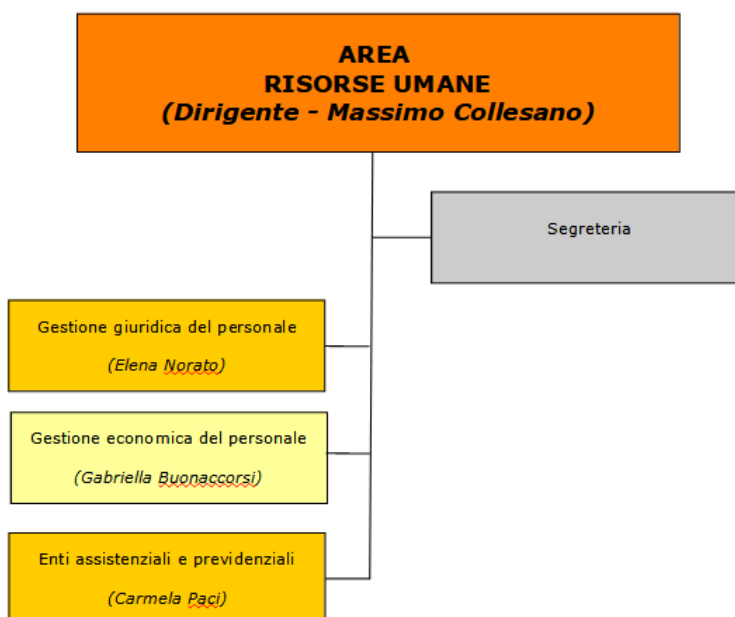 AREA
RISORSE UMANE
(Dirigente - Massimo Collesano)
Segreteria
Gestione giuridica del personale
(Elena Norato)
Gestione economica del personale
(Gabriella Buonaccorsi)
Enti assistenziali e previdenziali
(Carmela Paci)